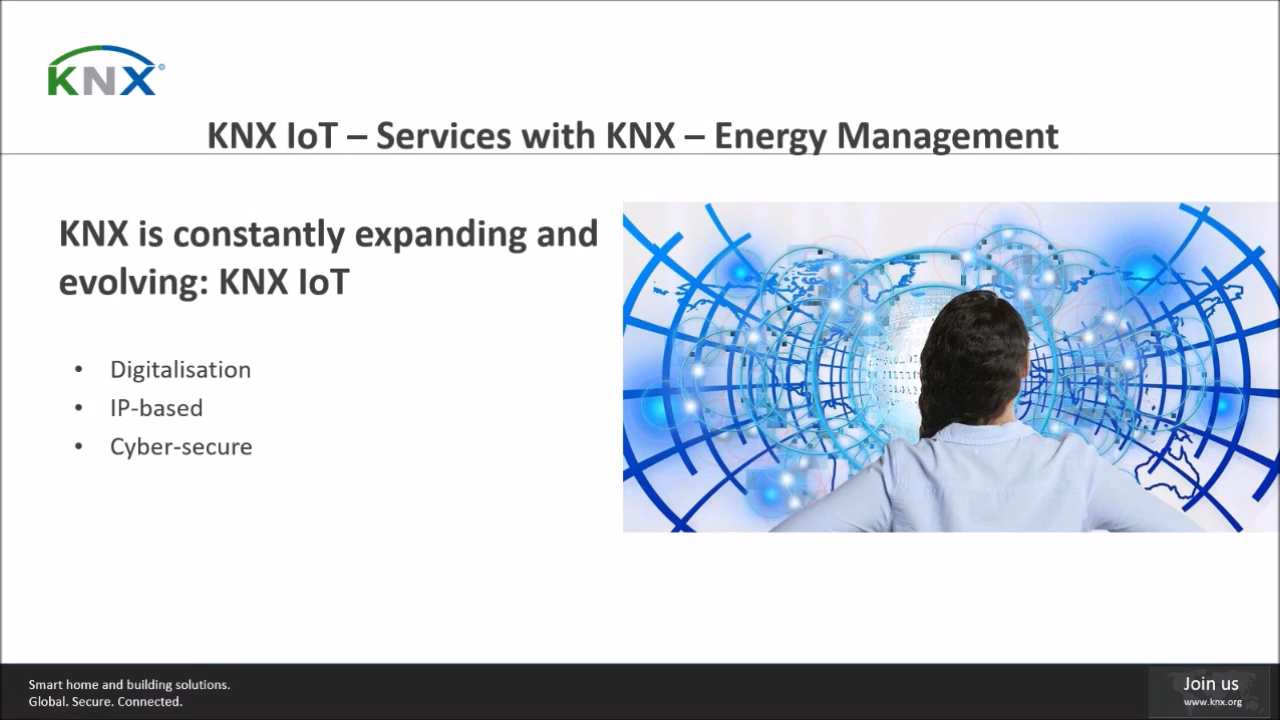 KNX®
KNX IoT – Services with KNX – Energy Management
KNX is constantly expanding and
evolving: KNX IoT
• Digitalisation
• IP-based
• Cyber-secure
Smart home and building solutions.
Global. Secure. Connected.
Join us
www.knx.org